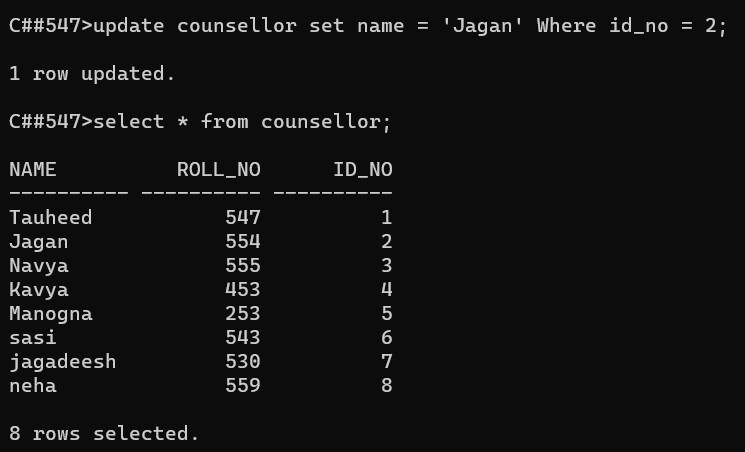 C##547>update counsellor set name = 'Jagan' Where id_no = 2;
1 row updated.
C##547>select * from counsellor;
NAME          ROLL_NO      ID_NO
---------- ---------- ----------
Tauheed           547          1
Jagan             554          2
Navya             555          3
Kavya             453          4
Manogna           253          5
sasi              543          6
jagadeesh         530          7
neha              559          8
8 rows selected.